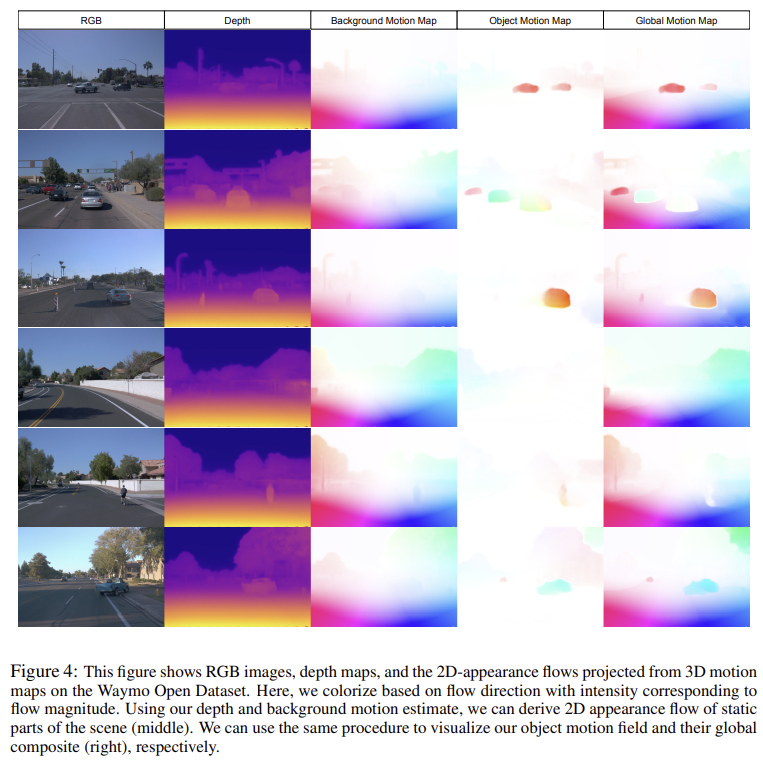 RGB
Depth
Background Motion Map
Object Motion Map
Global Motion Map
Figure 4: This figure shows RGB images, depth maps, and the 2D-appearance flows projected from 3D motion
maps on the Waymo Open Dataset. Here, we colorize based on flow direction with intensity corresponding to
flow magnitude. Using our depth and background motion estimate, we can derive 2D appearance flow of static
parts of the scene (middle). We can use the same procedure to visualize our object motion field and their global
composite (right), respectively.